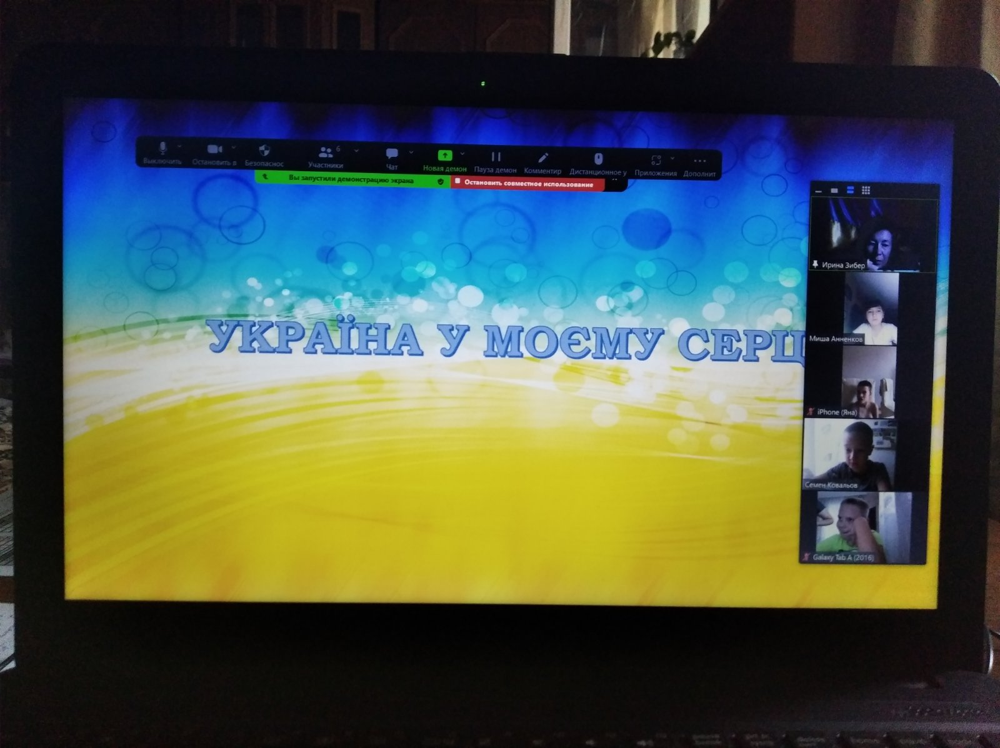 6
Выключить Остановить в Безопаснос Участники Чат Новая демон Пауза демон Комментир Дистанционное у Приложения Дополнит
Вы запустили демонстрацию экрана Остановить совместное использование
Ирина Зибер
УКРАЇНА У МОЄМУ СЕРЦ
Миша Анненков
iPhone (Яна)
Семен Ковальов
Galaxy Tab A (2016)